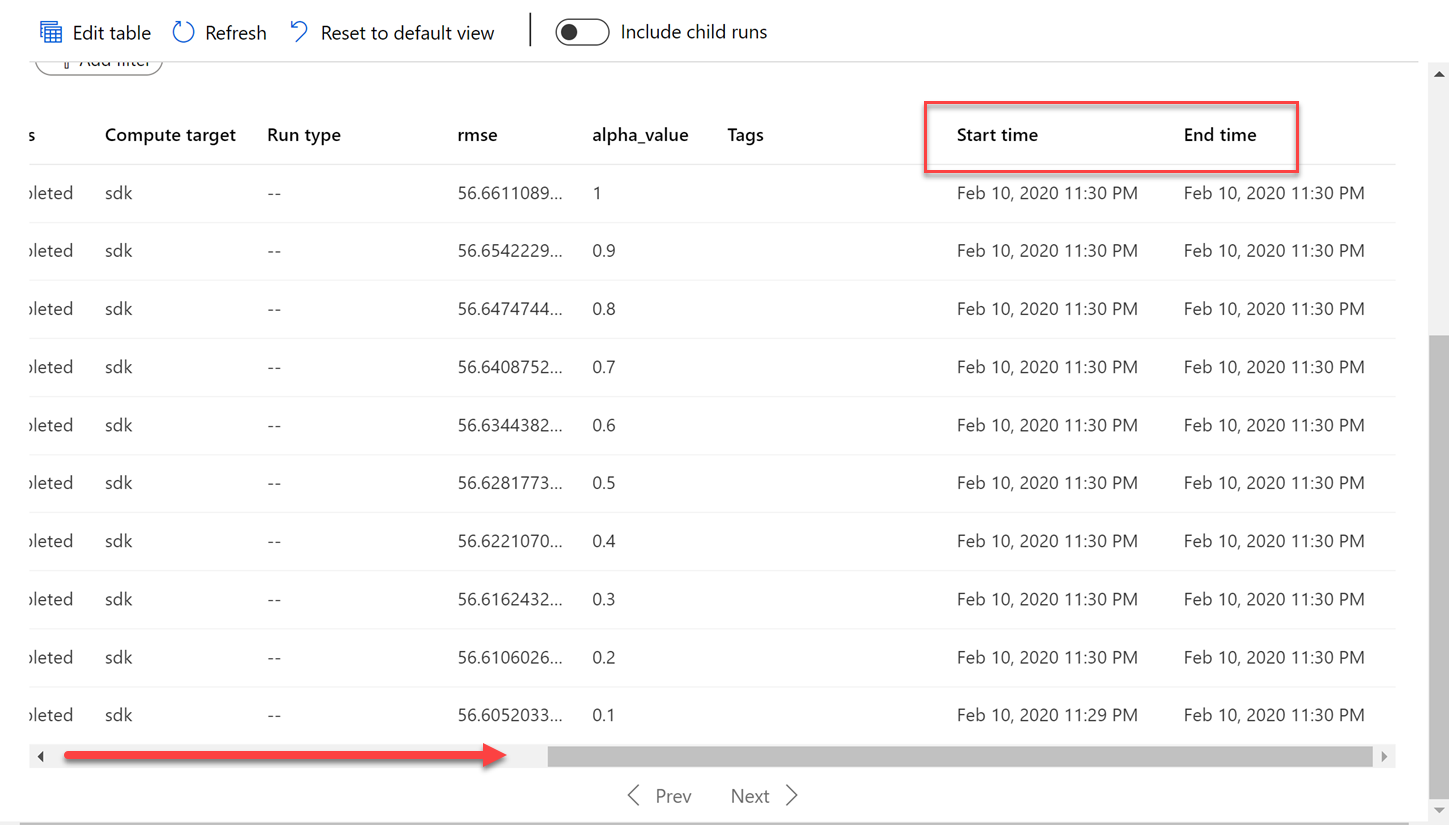 Edit table Refresh Reset to default view Include child runs
Add filter
s Compute target Run type rmse alpha_value Tags Start time End time
pleted sdk -- 56.6611089... 1 Feb 10, 2020 11:30 PM Feb 10, 2020 11:30 PM
pleted sdk -- 56.6542229... 0.9 Feb 10, 2020 11:30 PM Feb 10, 2020 11:30 PM
pleted sdk -- 56.6474744... 0.8 Feb 10, 2020 11:30 PM Feb 10, 2020 11:30 PM
pleted sdk -- 56.6408752... 0.7 Feb 10, 2020 11:30 PM Feb 10, 2020 11:30 PM
pleted sdk -- 56.6344382... 0.6 Feb 10, 2020 11:30 PM Feb 10, 2020 11:30 PM
pleted sdk -- 56.6281773... 0.5 Feb 10, 2020 11:30 PM Feb 10, 2020 11:30 PM
pleted sdk -- 56.6221070... 0.4 Feb 10, 2020 11:30 PM Feb 10, 2020 11:30 PM
pleted sdk -- 56.6162432... 0.3 Feb 10, 2020 11:30 PM Feb 10, 2020 11:30 PM
pleted sdk -- 56.6106026... 0.2 Feb 10, 2020 11:30 PM Feb 10, 2020 11:30 PM
pleted sdk -- 56.6052033... 0.1 Feb 10, 2020 11:29 PM Feb 10, 2020 11:30 PM
Prev Next